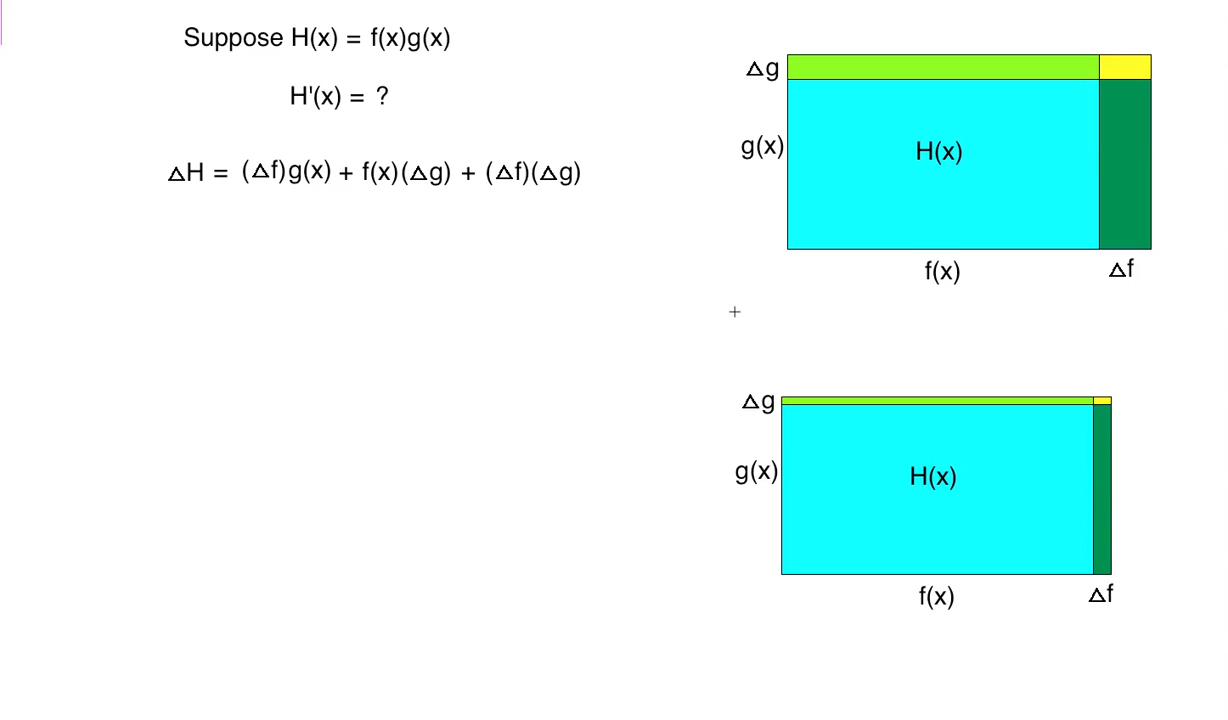 Suppose H(x) = f(x)g(x)
H'(x) = ?
△H = (△f)g(x) + f(x)(△g) + (△f)(△g)
△g
g(x)
H(x)
f(x)
△f
△g
g(x)
H(x)
f(x)
△f